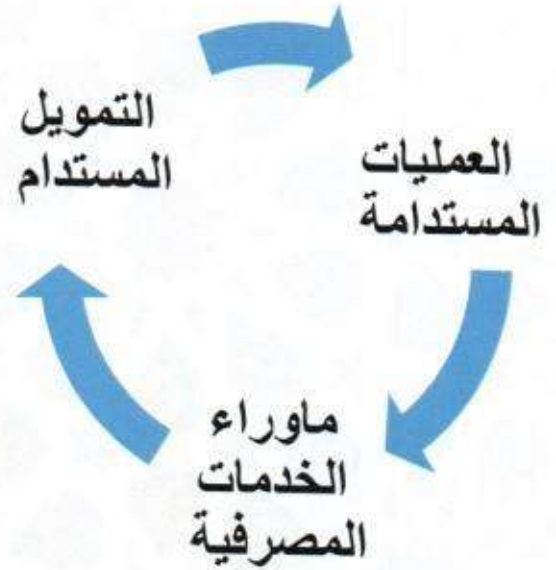 التمويل
المستدام
العمليات
المستدامة
ماوراء
الخدمات
المصرفية